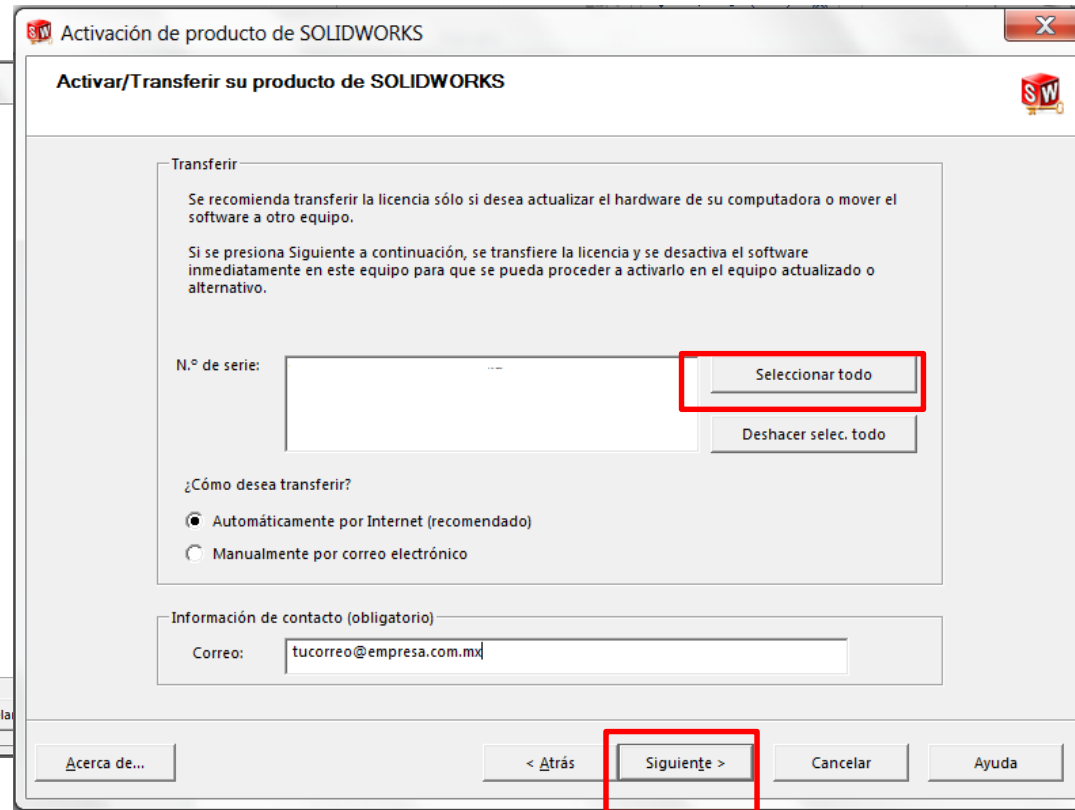 Activación de producto de SOLIDWORKS
X
Activar/Transferir su producto de SOLIDWORKS
SW
Transferir
Se recomienda transferir la licencia sólo si desea actualizar el hardware de su computadora o mover el
software a otro equipo.
Si se presiona Siguiente a continuación, se transfiere la licencia y se desactiva el software
inmediatamente en este equipo para que se pueda proceder a activarlo en el equipo actualizado o
alternativo.
N.º de serie:
Seleccionar todo
Deshacer selec. todo
¿Cómo desea transferir?
Automáticamente por Internet (recomendado)
Manualmente por correo electrónico
Información de contacto (obligatorio)
Correo: tucorreo@empresa.com.mx
Acerca de... < Atrás Siguiente > Cancelar Ayuda